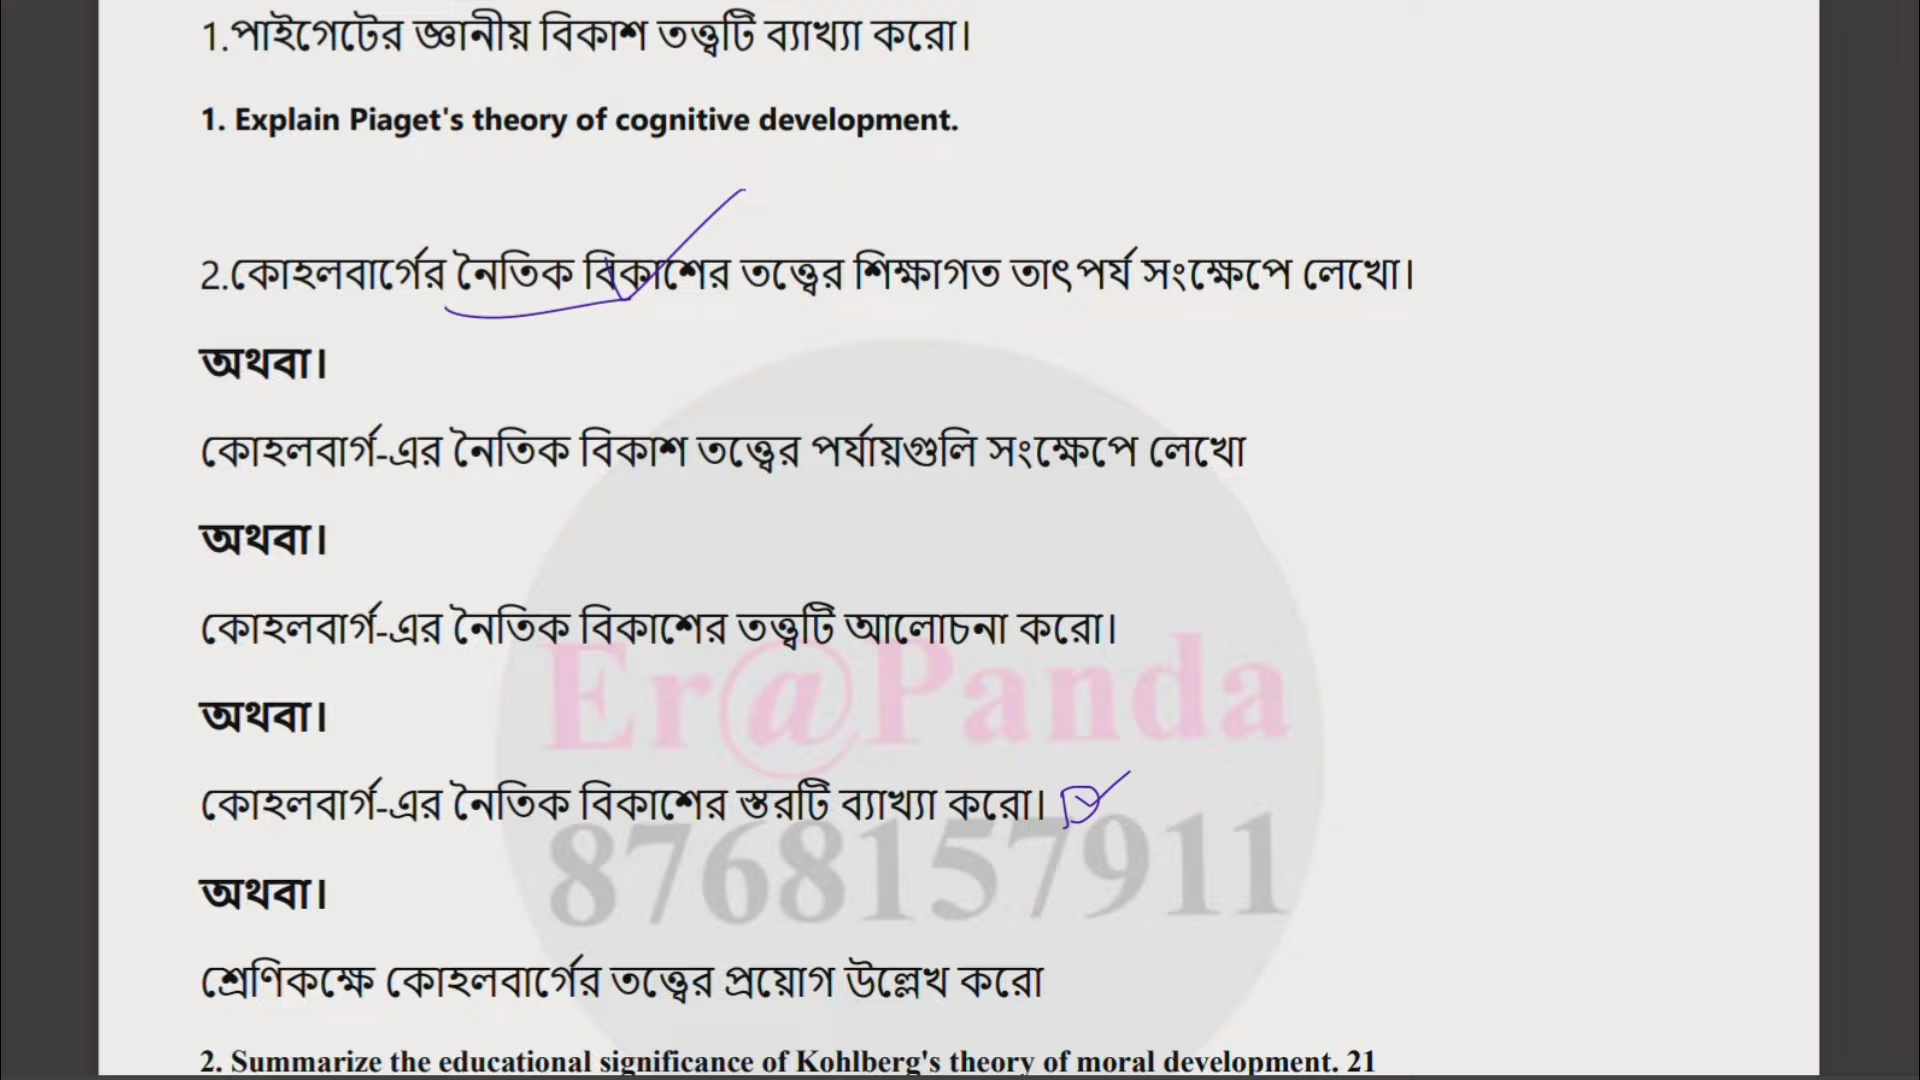 1.পাইগেটের জ্ঞানীয় বিকাশ তত্ত্বটি ব্যাখ্যা করো।
1. Explain Piaget's theory of cognitive development.
2.কোহলবার্গের নৈতিক বিকাশের তত্ত্বের শিক্ষাগত তাৎপর্য সংক্ষেপে লেখো।
অথবা।
কোহলবার্গ-এর নৈতিক বিকাশ তত্ত্বের পর্যায়গুলি সংক্ষেপে লেখো
অথবা।
কোহলবার্গ-এর নৈতিক বিকাশের তত্ত্বটি আলোচনা করো।
Er@Panda
অথবা।
কোহলবার্গ-এর নৈতিক বিকাশের স্তরটি ব্যাখ্যা করো।
8768157911
অথবা।
শ্রেণিকক্ষে কোহলবার্গের তত্ত্বের প্রয়োগ উল্লেখ করো
2. Summarize the educational significance of Kohlberg's theory of moral development. 21